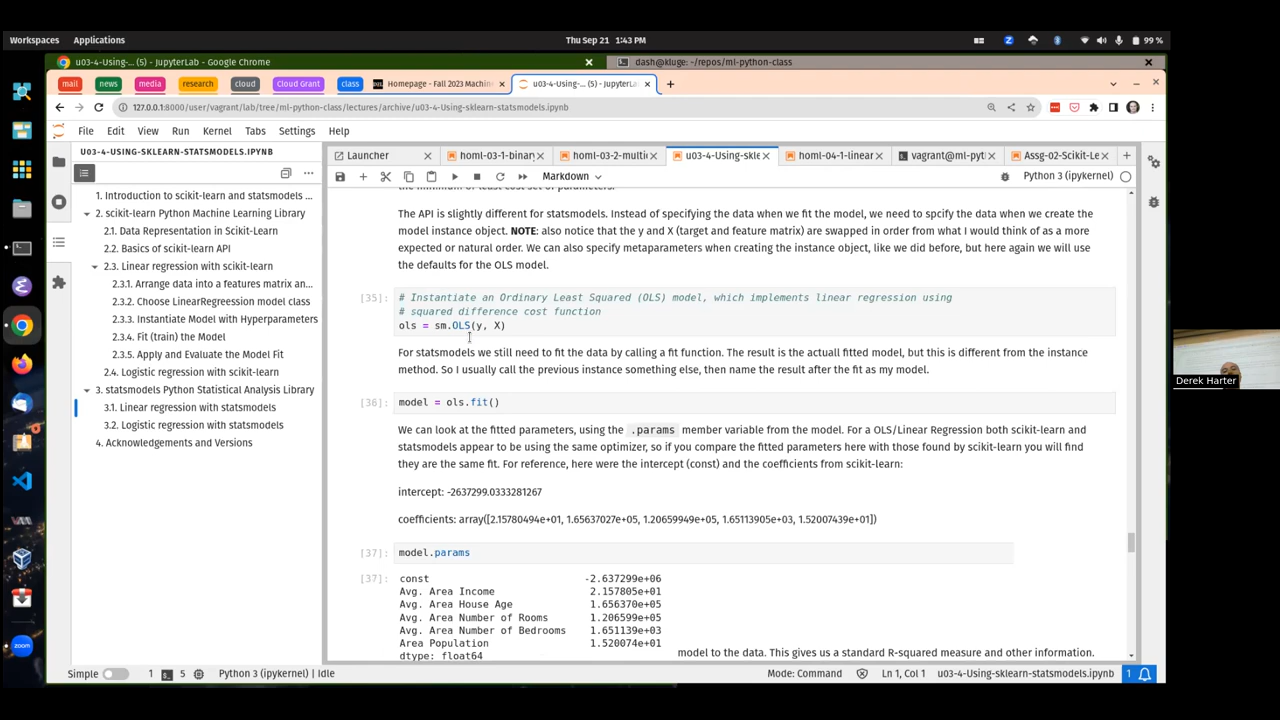 Workspaces Applications Thu Sep 21 1:43 PM 99 %
u03-4-Using-... (5) - JupyterLab - Google Chrome dash@kluge: ~/repos/ml-python-class
mail news media research cloud Cloud Grant class Homepage - Fall 2023 Machin u03-4-Using-... (5) - JupyterL
127.0.0.1:8000/user/vagrant/lab/tree/ml-python-class/lectures/archive/u03-4-Using-sklearn-statsmodels.ipynb
File Edit View Run Kernel Tabs Settings Help
U03-4-USING-SKLEARN-STATSMODELS.IPYNB
Launcher homl-03-1-binary homl-03-2-multic u03-4-Using-skle homl-04-1-linear vagrant@ml-pyt Assg-02-Scikit-Le
Markdown Python 3 (ipykernel)
1. Introduction to scikit-learn and statsmodels ...
2. scikit-learn Python Machine Learning Library
2.1. Data Representation in Scikit-Learn
2.2. Basics of scikit-learn API
2.3. Linear regression with scikit-learn
2.3.1. Arrange data into a features matrix an...
2.3.2. Choose LinearRegreession model class
2.3.3. Instantiate Model with Hyperparameters
2.3.4. Fit (train) the Model
2.3.5. Apply and Evaluate the Model Fit
2.4. Logistic regression with scikit-learn
3. statsmodels Python Statistical Analysis Library
3.1. Linear regression with statsmodels
3.2. Logistic regression with statsmodels
4. Acknowledgements and Versions
the minimum or least cost set of parameters.
The API is slightly different for statsmodels. Instead of specifying the data when we fit the model, we need to spcify the data when we create the
model instance object. NOTE: also notice that the y and X (target and feature matrix) are swapped in order from what I would think of as a more
expected or natural order. We can also specify metaparameters when creating the instance object, like we did before, but here again we will use
the defaults for the OLS model.
[35]: # Instantiate an Ordinary Least Squared (OLS) model, which implements linear regression using
# squared difference cost function
ols = sm.OLS(y, X)
For statsmodels we still need to fit the data by calling a fit function. The result is the actuall fitted model, but this is different from the instance
method. So I usually call the previous instance something else, then name the result after the fit as my model.
[36]: model = ols.fit()
We can look at the fitted parameters, using the .params member variable from the model. For a OLS/Linear Regression both scikit-learn and
statsmodels appear to be using the same optimizer, so if you compare the fitted parameters here with those found by scikit-learn you will find
they are the same fit. For reference, here were the intercept (const) and the coefficients from scikit-learn:
intercept: -2637299.0333281267
coefficients: array([2.15780494e+01, 1.65637027e+05, 1.20659949e+05, 1.65113905e+03, 1.52007439e+01])
[37]: model.params
[37]: const -2.637299e+06
Avg. Area Income 2.157805e+01
Avg. Area House Age 1.656370e+05
Avg. Area Number of Rooms 1.206599e+05
Avg. Area Number of Bedrooms 1.651139e+03
Area Population 1.520074e+01
dtype: float64
model to the data. This gives us a standard R-squared measure and other information.
Simple 1 5 Python 3 (ipykernel) | Idle Mode: Command Ln 1, Col 1 u03-4-Using-sklearn-statsmodels.ipynb 1
Derek Harter